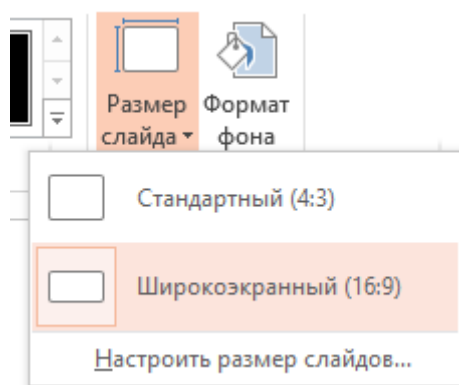 Размер
слайда
Формат
фона
Стандартный (4:3)
Широкоэкранный (16:9)
Настроить размер слайдов...